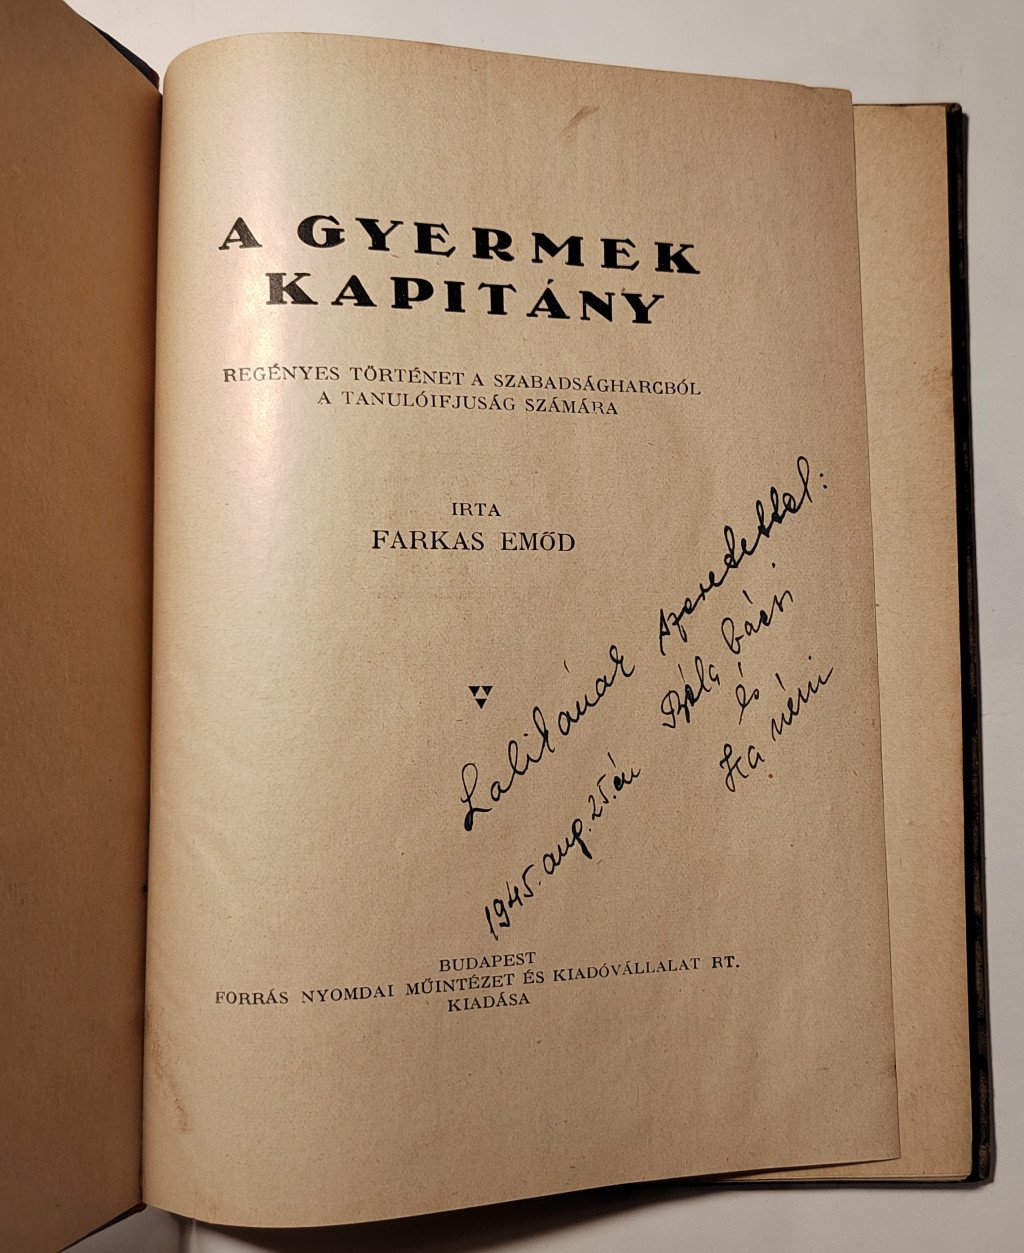 A GYERMEK
KAPITÁNY
REGÉNYES TÖRTÉNET A SZABADSÁGHARCBÓL
A TANULÓIFJUSÁG SZÁMÁRA
IRTA
FARKAS EMŐD
Lalikának szeretettel:
Béla bácsi
és
Ica néni
1945. aug. 25.-én
BUDAPEST
FORRÁS NYOMDAI MŰINTÉZET ÉS KIADÓVÁLLALAT RT.
KIADÁSA